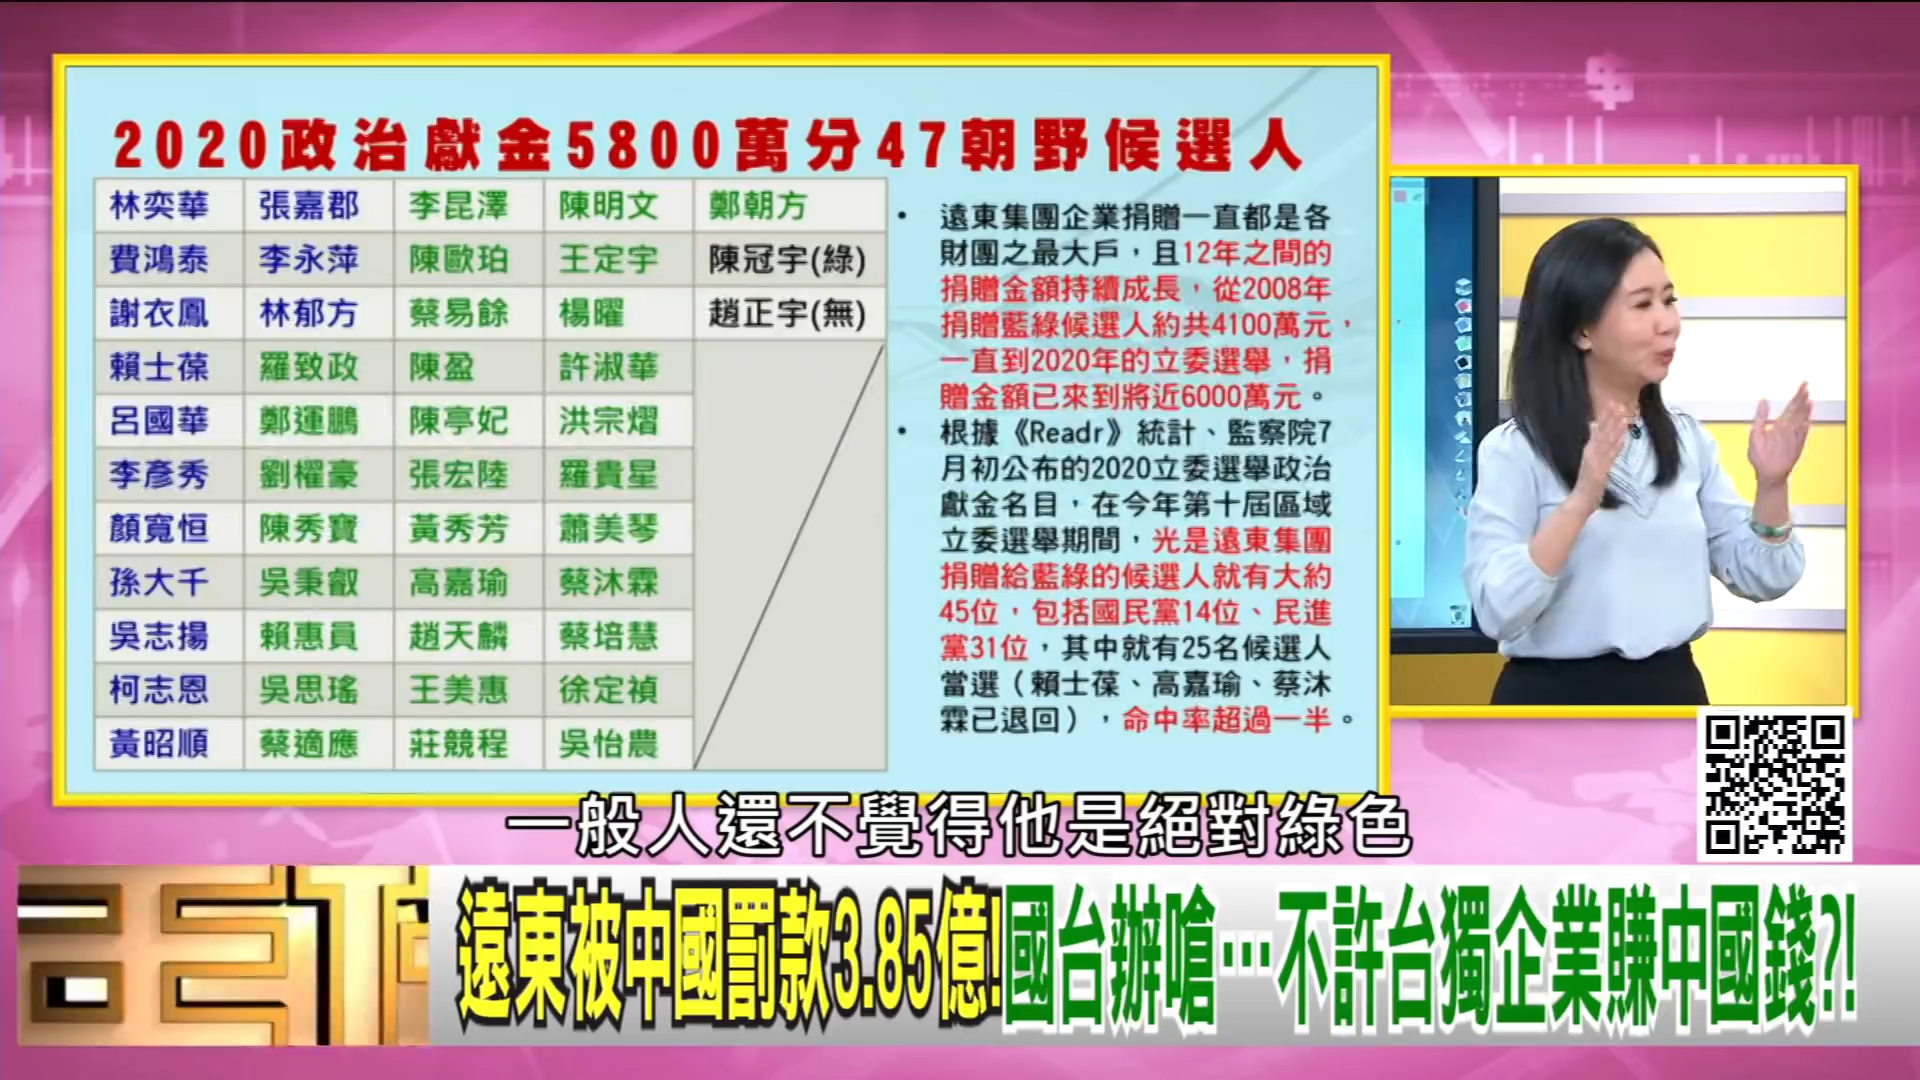 2020政治獻金5800萬分47朝野候選人
林奕華 張嘉郡 李昆澤 陳明文 鄭朝方
費鴻泰 李永萍 陳歐珀 王定宇 陳冠宇(綠)
謝衣鳳 林郁方 蔡易餘 楊曜 趙正宇(無)
賴士葆 羅致政 陳盈 許淑華
呂國華 鄭運鵬 陳亭妃 洪宗熠
李彥秀 劉櫂豪 張宏陸 羅貴星
顏寬恒 陳秀寶 黃秀芳 蕭美琴
孫大千 吳秉叡 高嘉瑜 蔡沐霖
吳志揚 賴惠員 趙天麟 蔡培慧
柯志恩 吳思瑤 王美惠 徐定禎
黃昭順 蔡適應 莊競程 吳怡農
• 遠東集團企業捐贈一直都是各
財團之最大戶，且12年之間的
捐贈金額持續成長，從2008年
捐贈藍綠候選人約共4100萬元，
一直到2020年的立委選舉，捐
贈金額已來到將近6000萬元。
• 根據《Readr》統計、監察院7
月初公布的2020立委選舉政治
獻金名目，在今年第十屆區域
立委選舉期間，光是遠東集團
捐贈給藍綠的候選人就有大約
45位，包括國民黨14位、民進
黨31位，其中就有25名候選人
當選（賴士葆、高嘉瑜、蔡沐
霖已退回），命中率超過一半。
一般人還不覺得他是絕對綠色
遠東被中國罰款3.85億!國台辦嗆…不許台獨企業賺中國錢?!